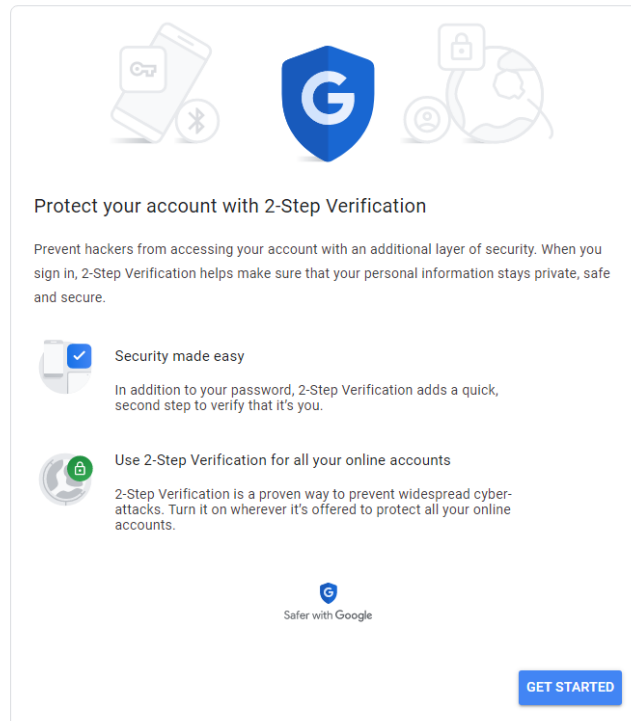 G
Protect your account with 2-Step Verification
Prevent hackers from accessing your account with an additional layer of security. When you
sign in, 2-Step Verification helps make sure that your personal information stays private, safe
and secure.
Security made easy
In addition to your password, 2-Step Verification adds a quick,
second step to verify that it's you.
Use 2-Step Verification for all your online accounts
2-Step Verification is a proven way to prevent widespread cyber-
attacks. Turn it on wherever it's offered to protect all your online
accounts.
G
Safer with Google
GET STARTED